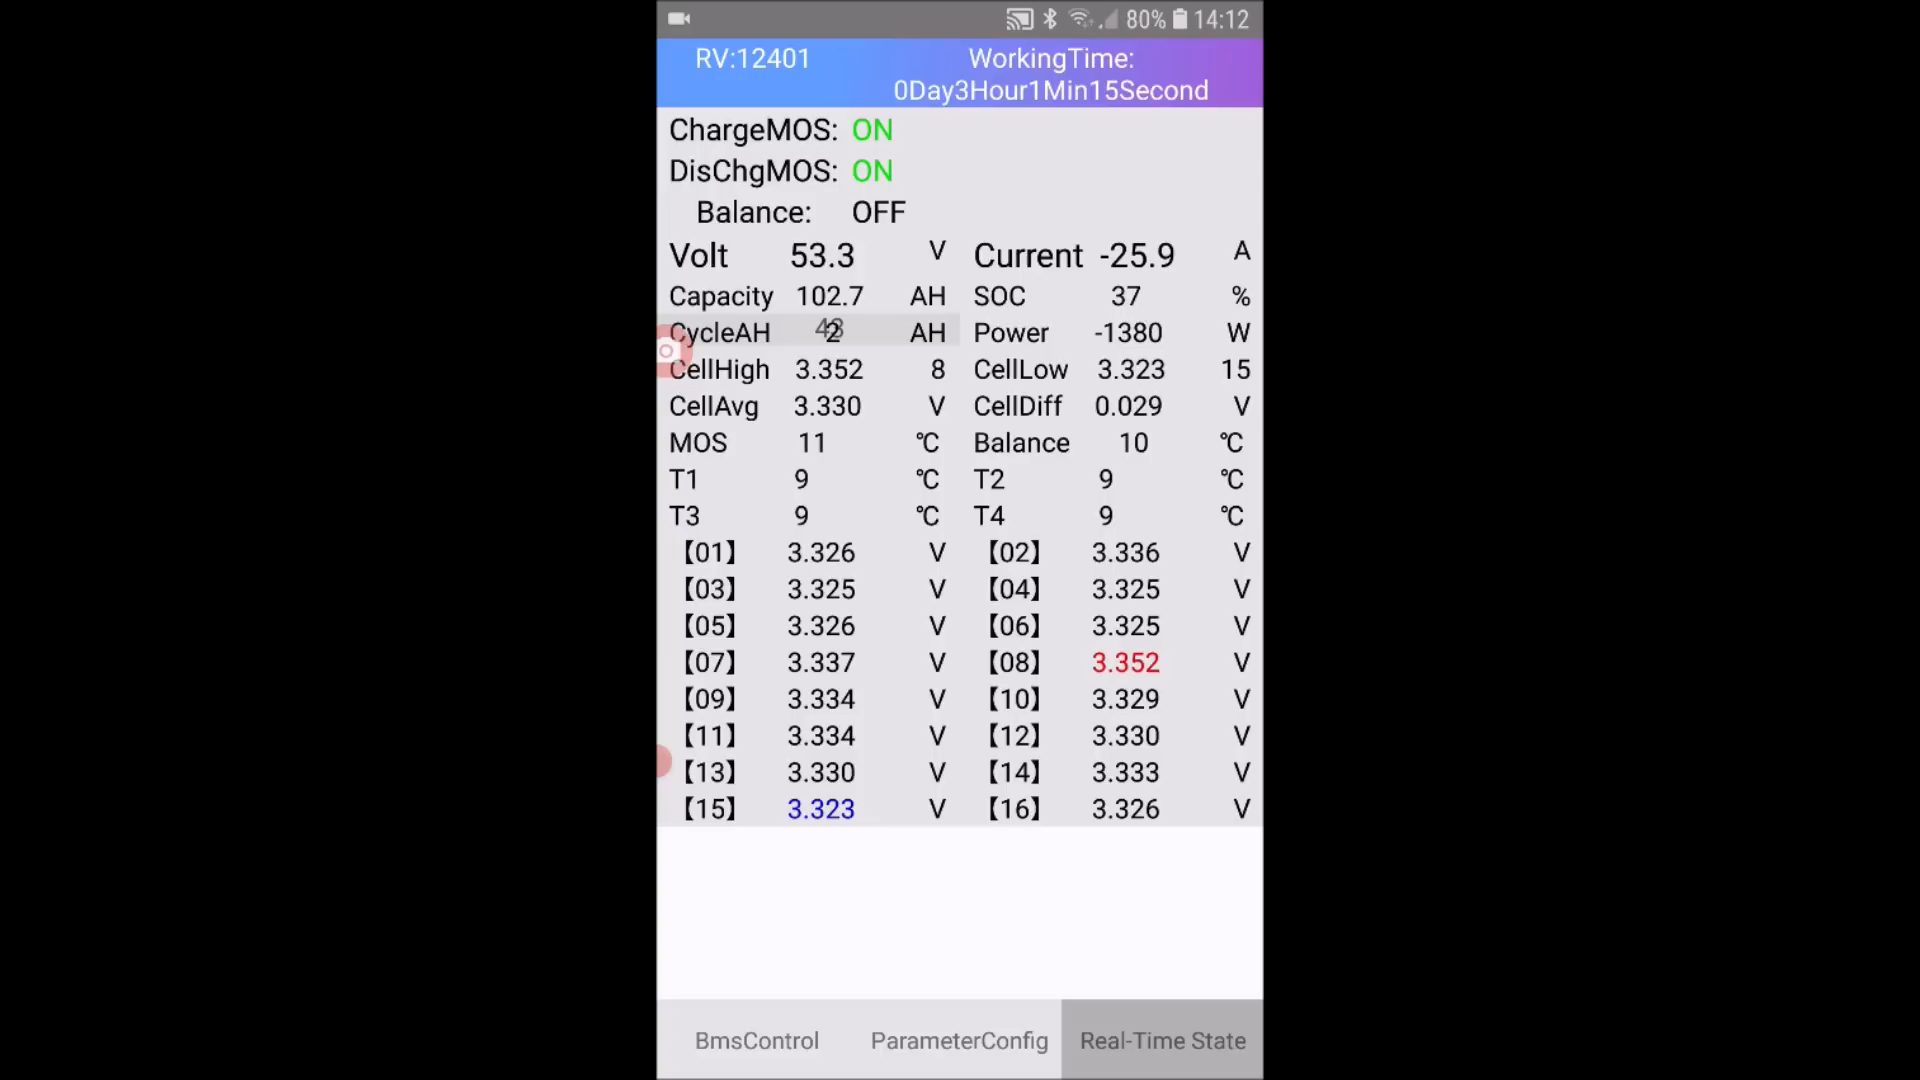 80% 14:12
RV:12401 WorkingTime:
0Day3Hour1Min15Second
ChargeMOS: ON
DisChgMOS: ON
Balance: OFF
Volt 53.3 V Current -25.9 A
Capacity 102.7 AH SOC 37 %
CycleAH 2 AH Power -1380 W
CellHigh 3.352 8 CellLow 3.323 15
CellAvg 3.330 V CellDiff 0.029 V
MOS 11 ℃ Balance 10 ℃
T1 9 ℃ T2 9 ℃
T3 9 ℃ T4 9 ℃
【01】 3.326 V 【02】 3.336 V
【03】 3.325 V 【04】 3.325 V
【05】 3.326 V 【06】 3.325 V
【07】 3.337 V 【08】 3.352 V
【09】 3.334 V 【10】 3.329 V
【11】 3.334 V 【12】 3.330 V
【13】 3.330 V 【14】 3.333 V
【15】 3.323 V 【16】 3.326 V
BmsControl ParameterConfig Real-Time State